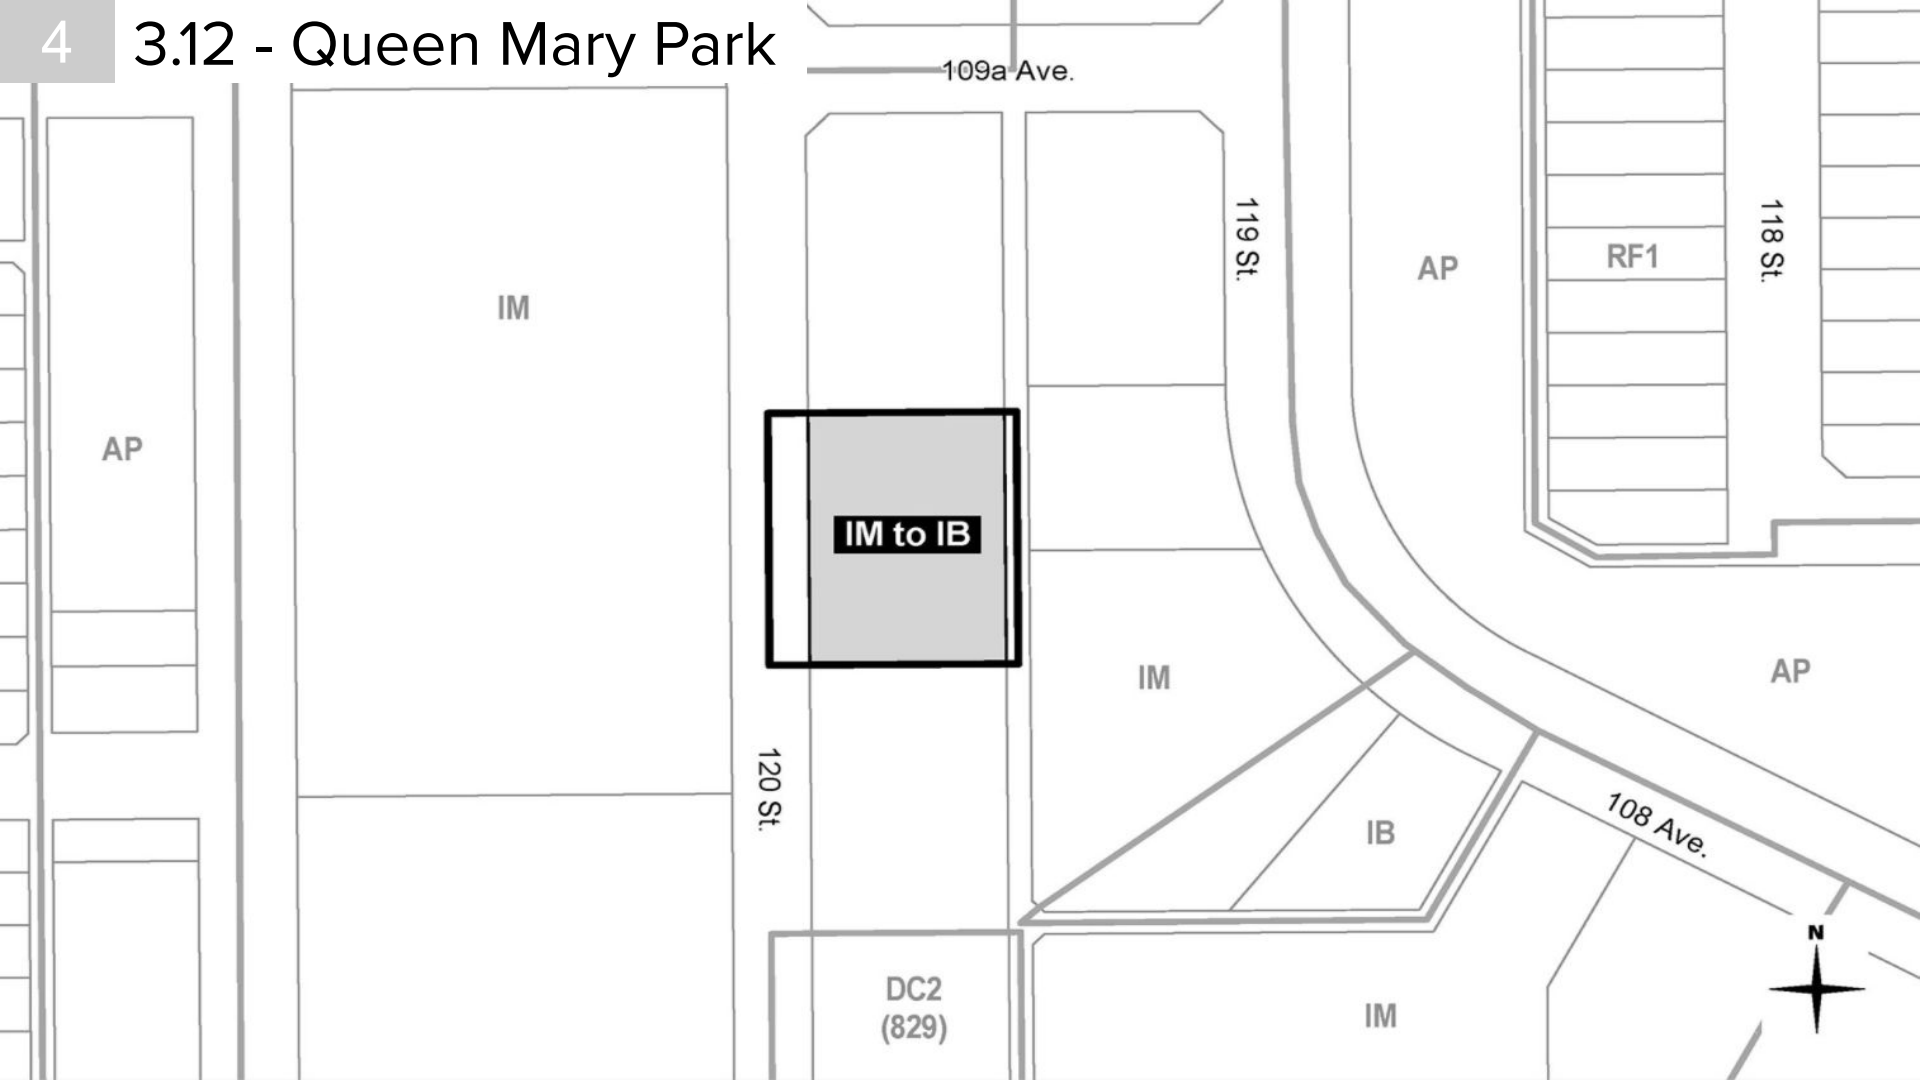 4
3.12 - Queen Mary Park
109a Ave.
119 St.
118 St.
RF1
AP
IM
AP
IM to IB
IM
AP
120 St.
108 Ave.
IB
N
DC2
(829)
IM